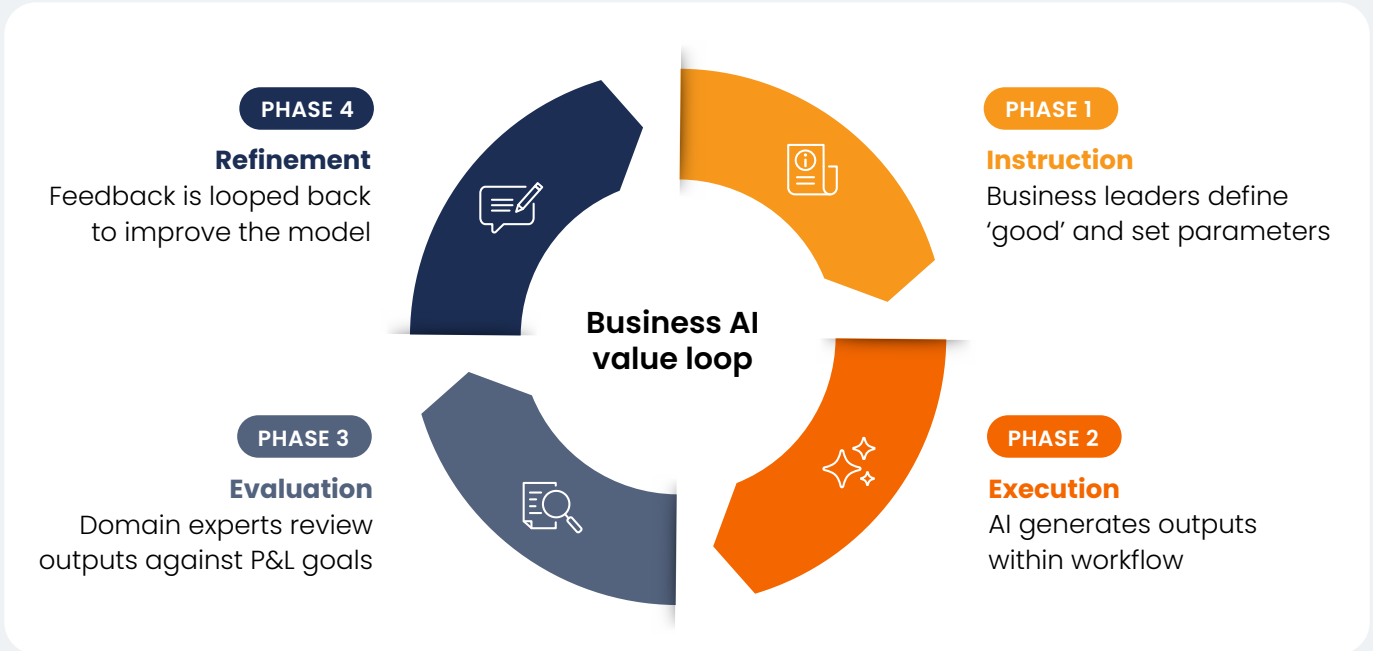 Business AI
value loop
PHASE 1
Instruction
Business leaders define
‘good’ and set parameters
PHASE 2
Execution
AI generates outputs
within workflow
PHASE 3
Evaluation
Domain experts review
outputs against P&L goals
PHASE 4
Refinement
Feedback is looped back
to improve the model